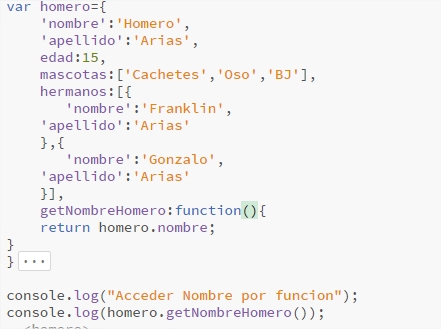 var homero={
'nombre':'Homero',
'apellido':'Arias',
edad:15,
mascotas:['Cachetes','Oso','BJ'],
hermanos:[{
'nombre':'Franklin',
'apellido':'Arias'
},{
'nombre':'Gonzalo',
'apellido':'Arias'
}],
getNombreHomero:function(){
return homero.nombre;
}
}...
console.log("Acceder Nombre por funcion");
console.log(homero.getNombreHomero());